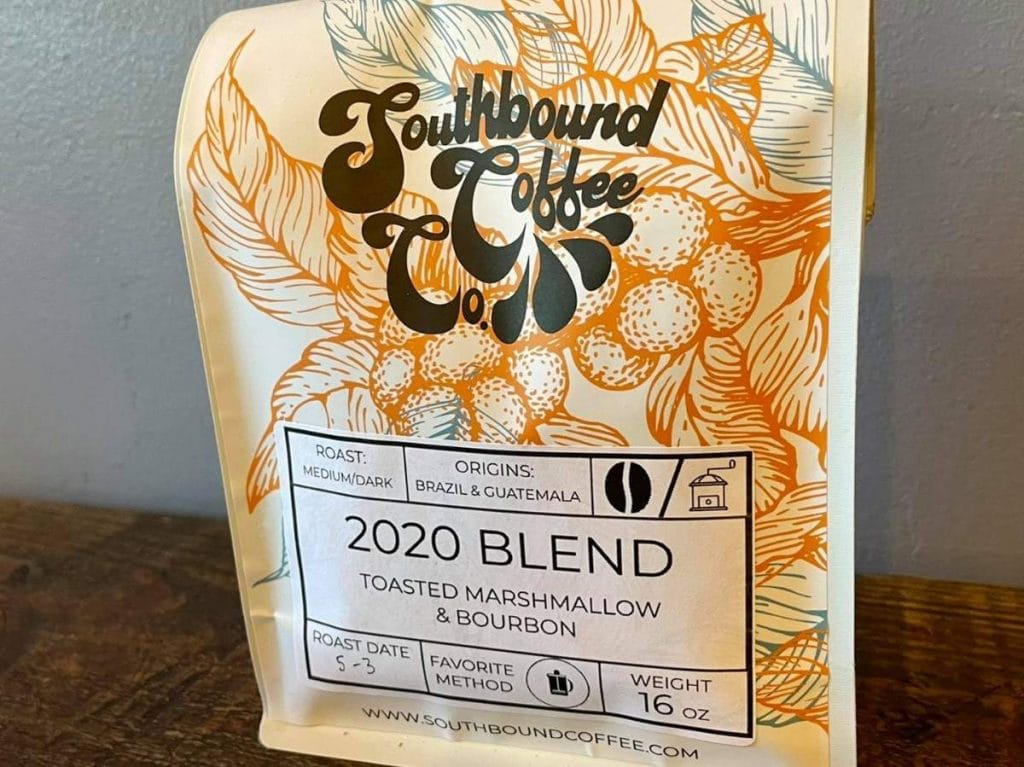 Southbound
Coffee
Co.
ROAST:
MEDIUM/DARK
ORIGINS:
BRAZIL & GUATEMALA
2020 BLEND
TOASTED MARSHMALLOW
& BOURBON
ROAST DATE
5-3
FAVORITE
METHOD
WEIGHT
16 OZ
WWW.SOUTHBOUNDCOFFEE.COM